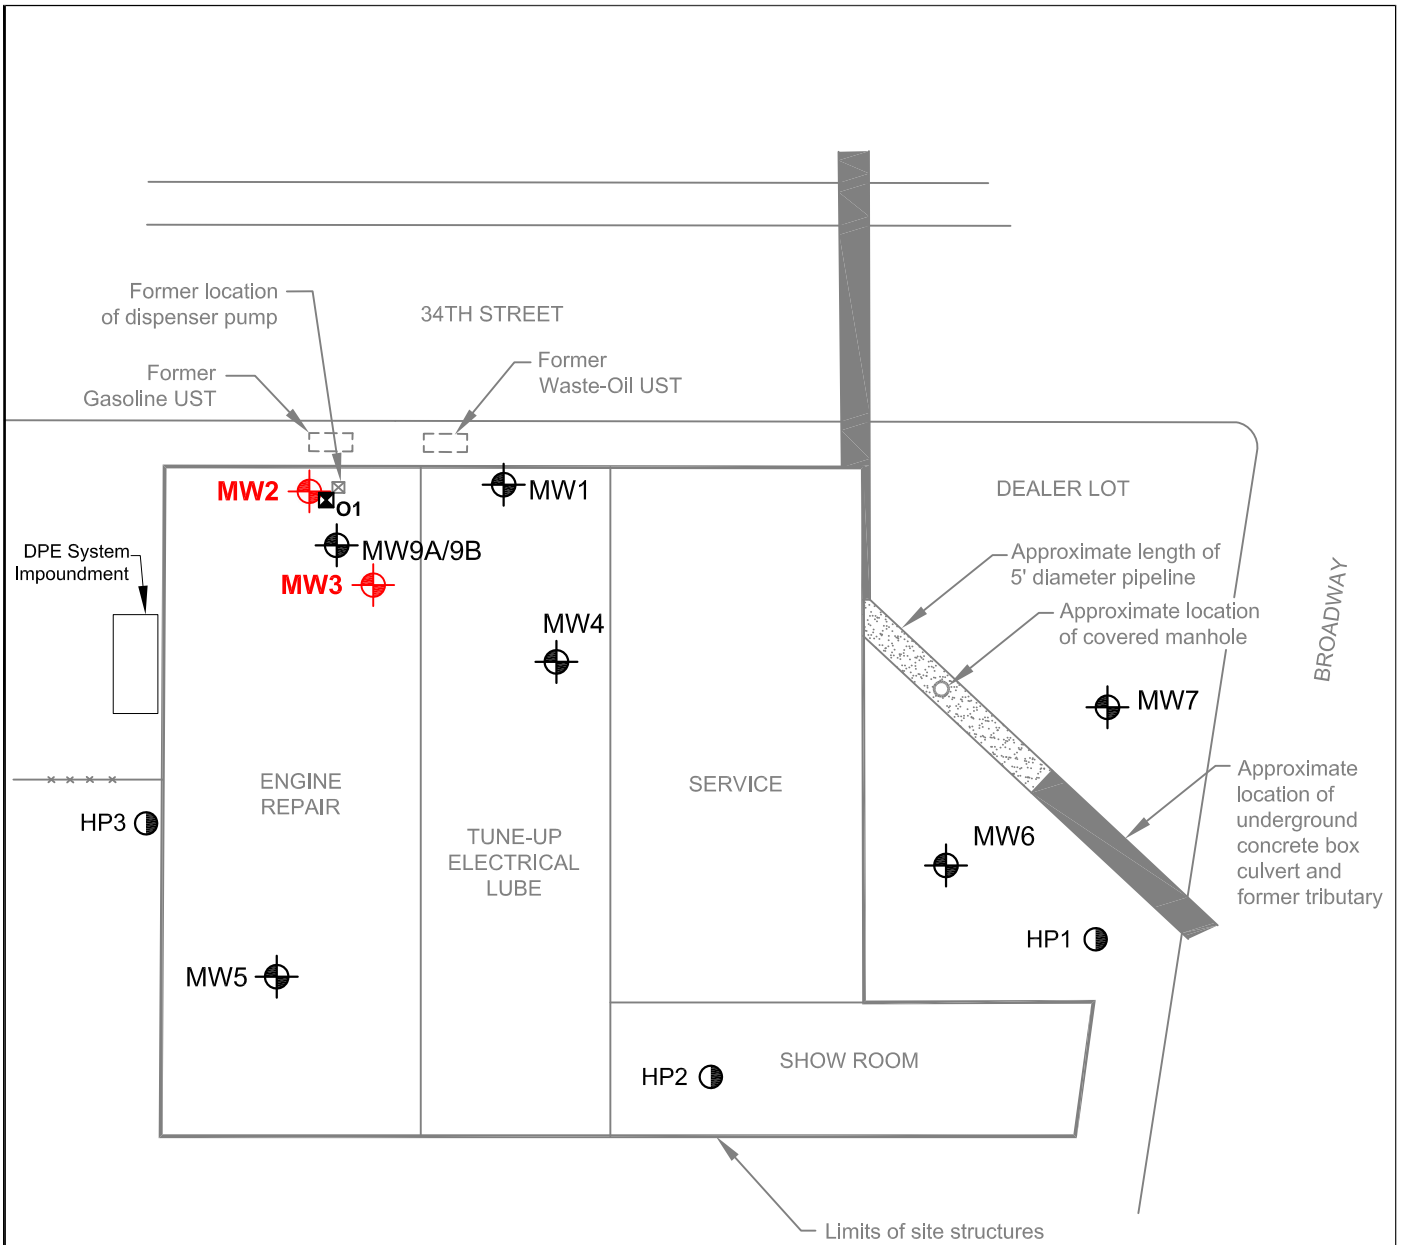 Former location
of dispenser pump
34TH STREET
Former
Gasoline UST
Former
Waste-Oil UST
MW2
O1
MW1
MW9A/9B
MW3
DPE System
Impoundment
MW4
DEALER LOT
Approximate length of
5' diameter pipeline
Approximate location
of covered manhole
BROADWAY
MW7
ENGINE
REPAIR
SERVICE
HP3
TUNE-UP
ELECTRICAL
LUBE
MW6
Approximate
location of
underground
concrete box
culvert and
former tributary
HP1
MW5
HP2
SHOW ROOM
Limits of site structures